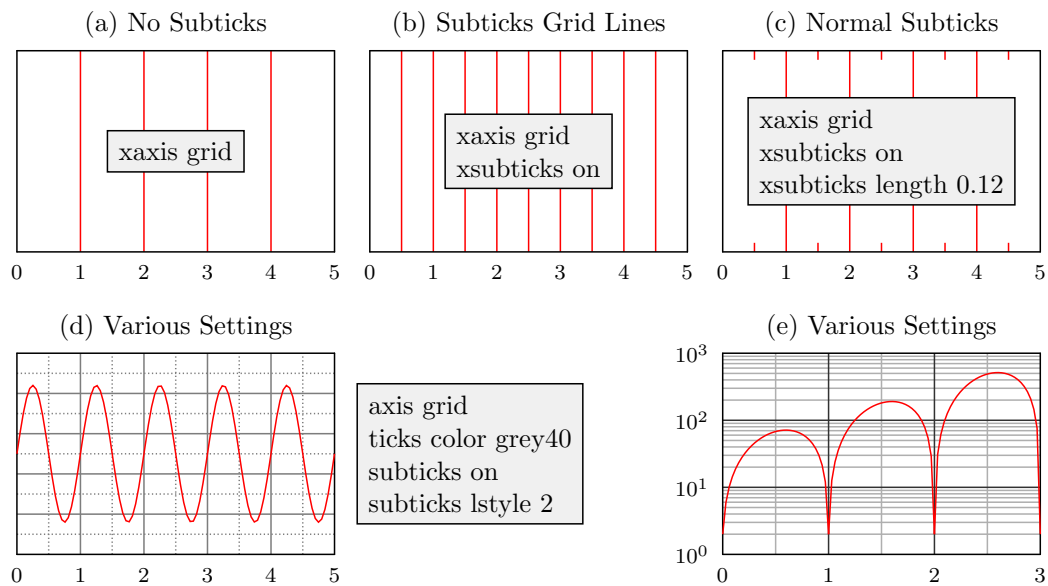 (a) No Subticks
(b) Subticks Grid Lines
(c) Normal Subticks
xaxis grid
xaxis grid
xsubticks on
xaxis grid
xsubticks on
xsubticks length 0.12
0 1 2 3 4 5
0 1 2 3 4 5
0 1 2 3 4 5
(d) Various Settings
(e) Various Settings
axis grid
ticks color grey40
subticks on
subticks lstyle 2
0 1 2 3 4 5
10³
10²
10¹
10⁰
0 1 2 3